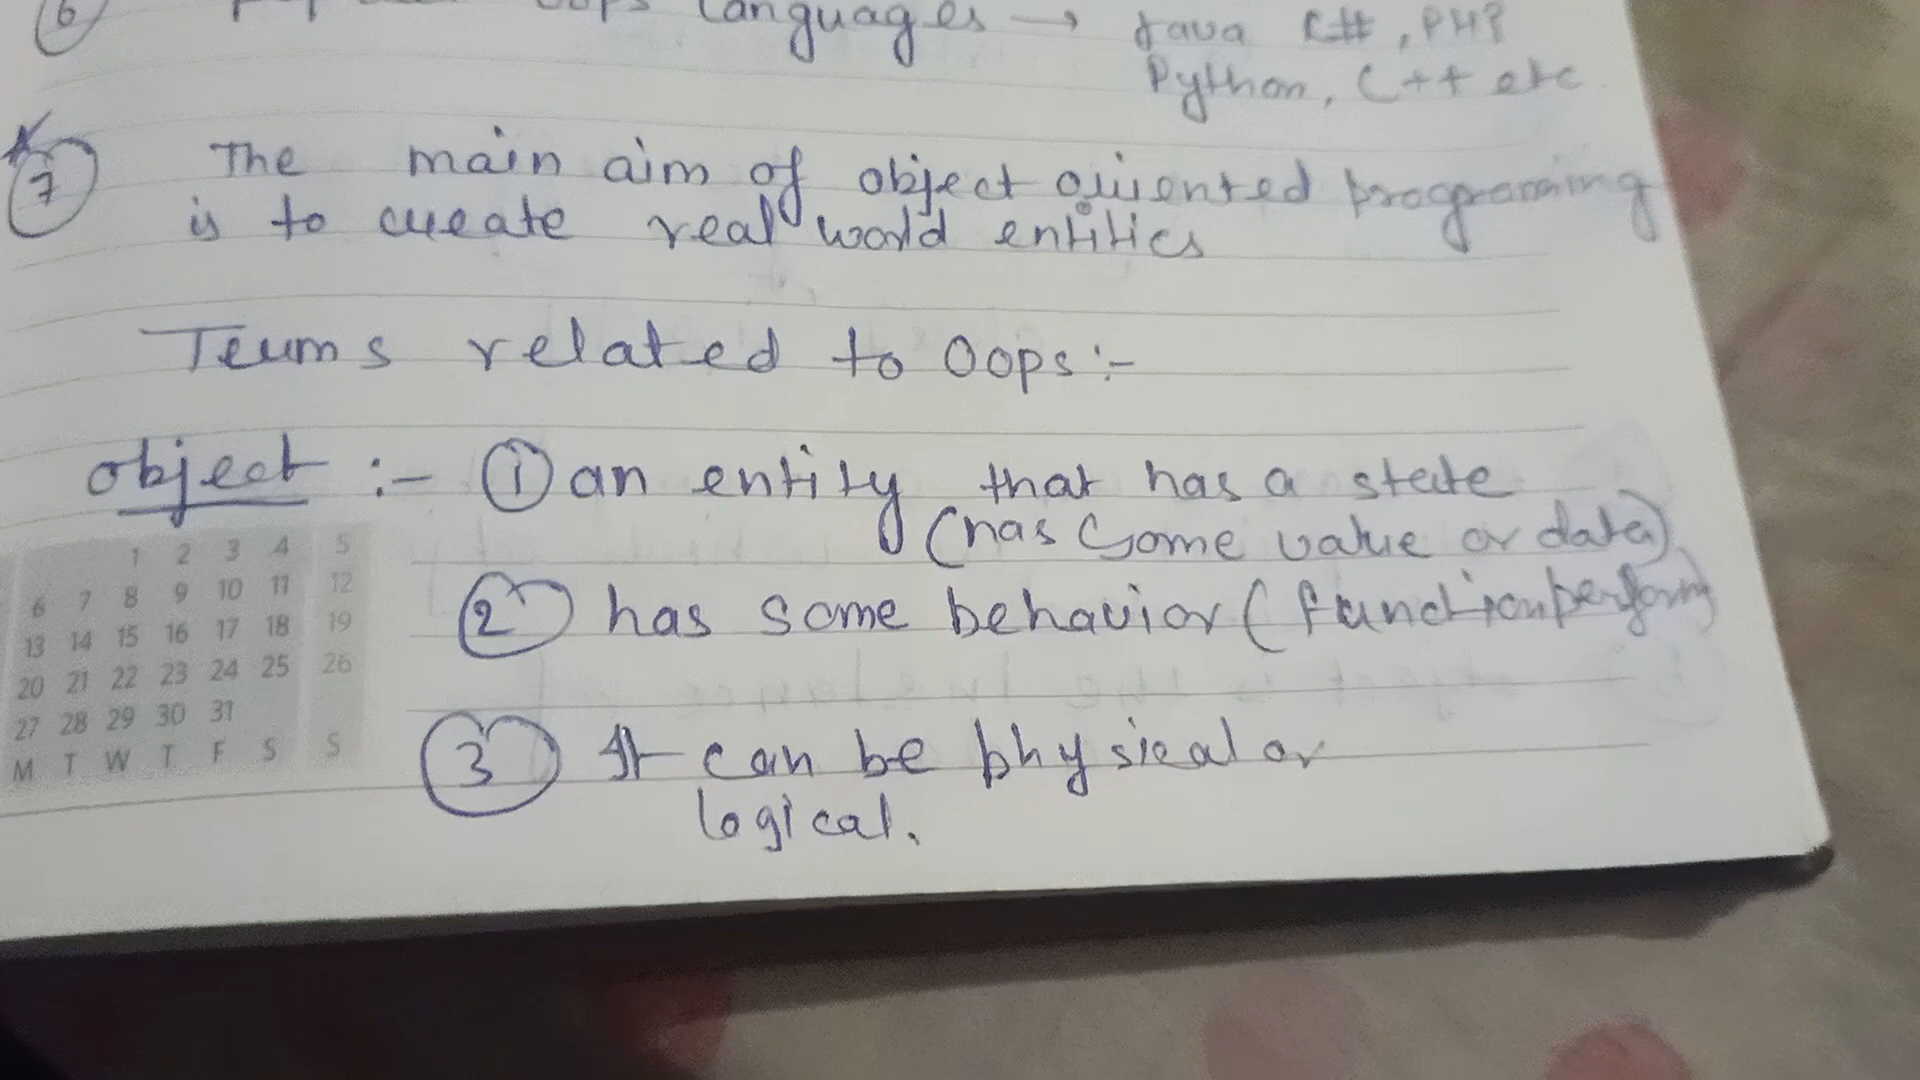 6 languages → Java C#, PHP
Python, C++ etc
7 The main aim of object oriented programing
is to create real world entities
Terms related to Oops:-
object :- 1 an entity that has a state
(has some value or data)
2 has some behavior (function perform)
3 It can be physical or
logical.
1 2 3 4 5
6 7 8 9 10 11 12
13 14 15 16 17 18 19
20 21 22 23 24 25 26
27 28 29 30 31
M T W T F S S